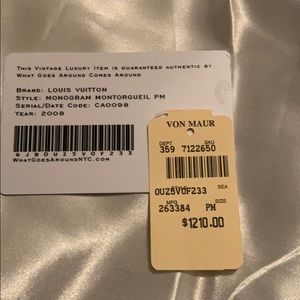 This Vintage Luxury Item is guaranteed authentic by
What Goes Around Comes Around
Brand: LOUIS VUITTON
Style: MONOGRAM MONTORGUEIL PM
Serial/Date Code: CA0098
Year: 2008
QJB0U25V0F233
WhatGoesAroundNYC.com
VON MAUR
DEPT SKU
359 7122650
0U25V0F233 SEA
MFG SIZE
263384 PM
$1210.00